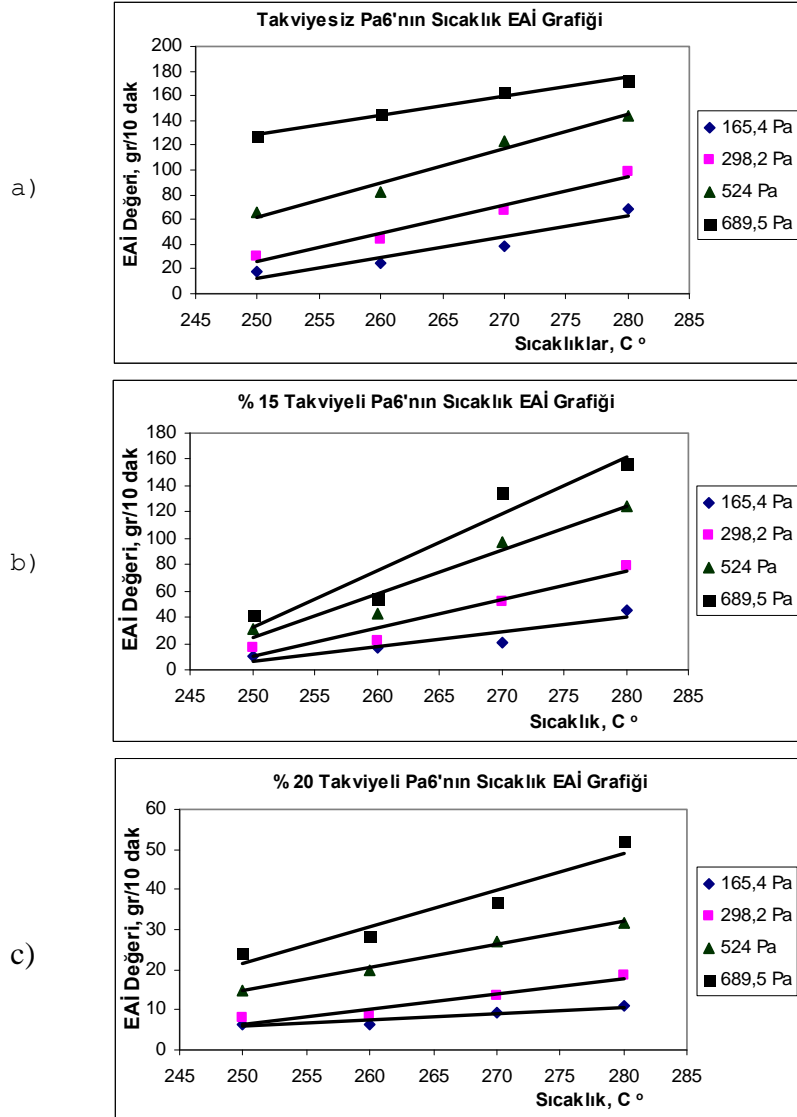 a)
Takviyesiz Pa6'nın Sıcaklık EAİ Grafiği
EAİ Değeri, gr/10 dak
200
180
160
140
120
100
80
60
40
20
0
245 250 255 260 265 270 275 280 285
Sıcaklıklar, C º
165,4 Pa
298,2 Pa
524 Pa
689,5 Pa
b)
% 15 Takviyeli Pa6'nın Sıcaklık EAİ Grafiği
EAİ Değeri, gr/10 dak
180
160
140
120
100
80
60
40
20
0
245 250 255 260 265 270 275 280 285
Sıcaklık, C º
165,4 Pa
298,2 Pa
524 Pa
689,5 Pa
c)
% 20 Takviyeli Pa6'nın Sıcaklık EAİ Grafiği
EAİ Değeri, gr/10 dak
60
50
40
30
20
10
0
245 250 255 260 265 270 275 280 285
Sıcaklık, C º
165,4 Pa
298,2 Pa
524 Pa
689,5 Pa